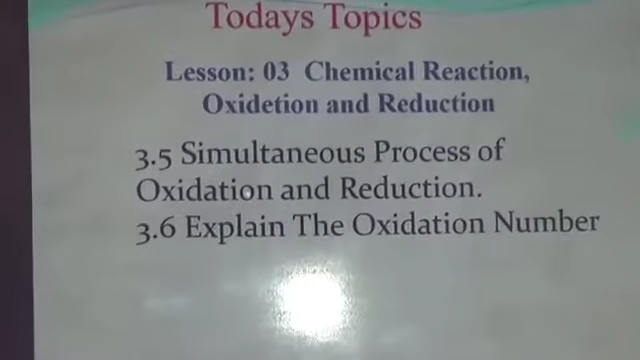 Todays Topics
Lesson: 03 Chemical Reaction,
Oxidetion and Reduction
3.5 Simultaneous Process of
Oxidation and Reduction.
3.6 Explain The Oxidation Number